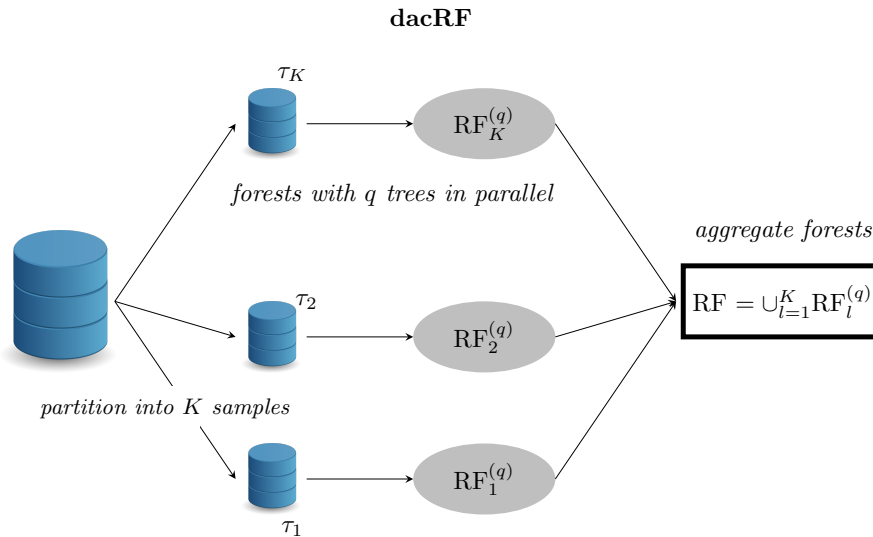 dacRF
τ_K
RF_K^{(q)}
forests with q trees in parallel
aggregate forests
τ_2
RF_2^{(q)}
RF = ∪_{l=1}^{K} RF_l^{(q)}
partition into K samples
RF_1^{(q)}
τ_1